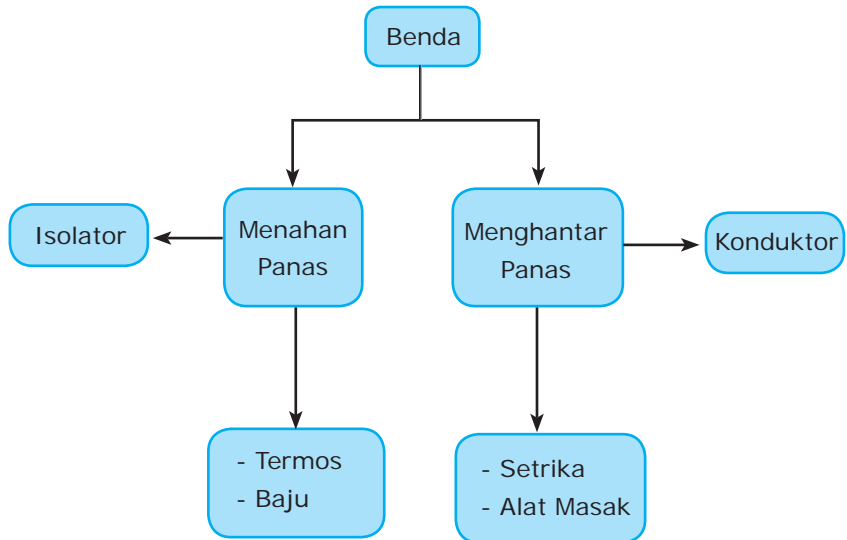 Benda
Isolator
Menahan
Panas
Menghantar
Panas
Konduktor
- Termos
- Baju
- Setrika
- Alat Masak